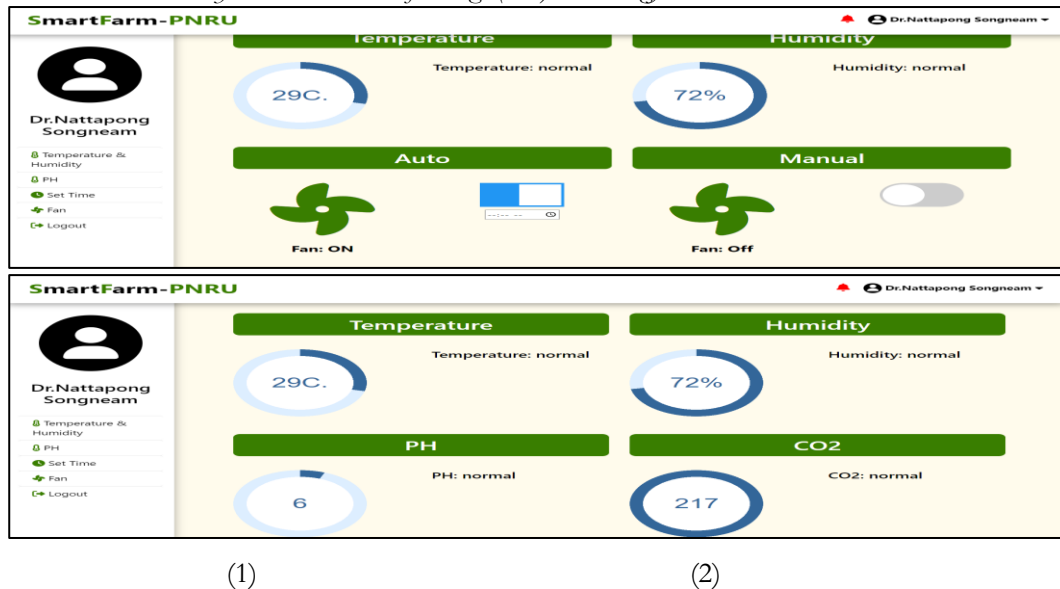 SmartFarm-PNRU
Dr.Nattapong Songneam
Temperature
Humidity
29C.
Temperature: normal
72%
Humidity: normal
Dr.Nattapong
Songneam
Temperature &
Humidity
PH
Set Time
Fan
Logout
Auto
Manual
--:-- --
Fan: ON
Fan: Off
SmartFarm-PNRU
Dr.Nattapong Songneam
Temperature
Humidity
29C.
Temperature: normal
72%
Humidity: normal
Dr.Nattapong
Songneam
Temperature &
Humidity
PH
Set Time
Fan
Logout
PH
CO2
6
PH: normal
217
CO2: normal
(1)
(2)